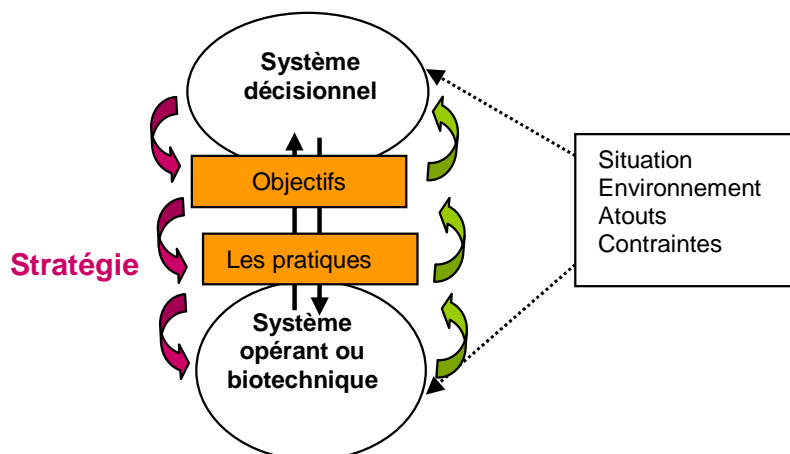 Système
décisionnel
Objectifs
Situation
Environnement
Atouts
Contraintes
Stratégie
Les pratiques
Système
opérant ou
biotechnique